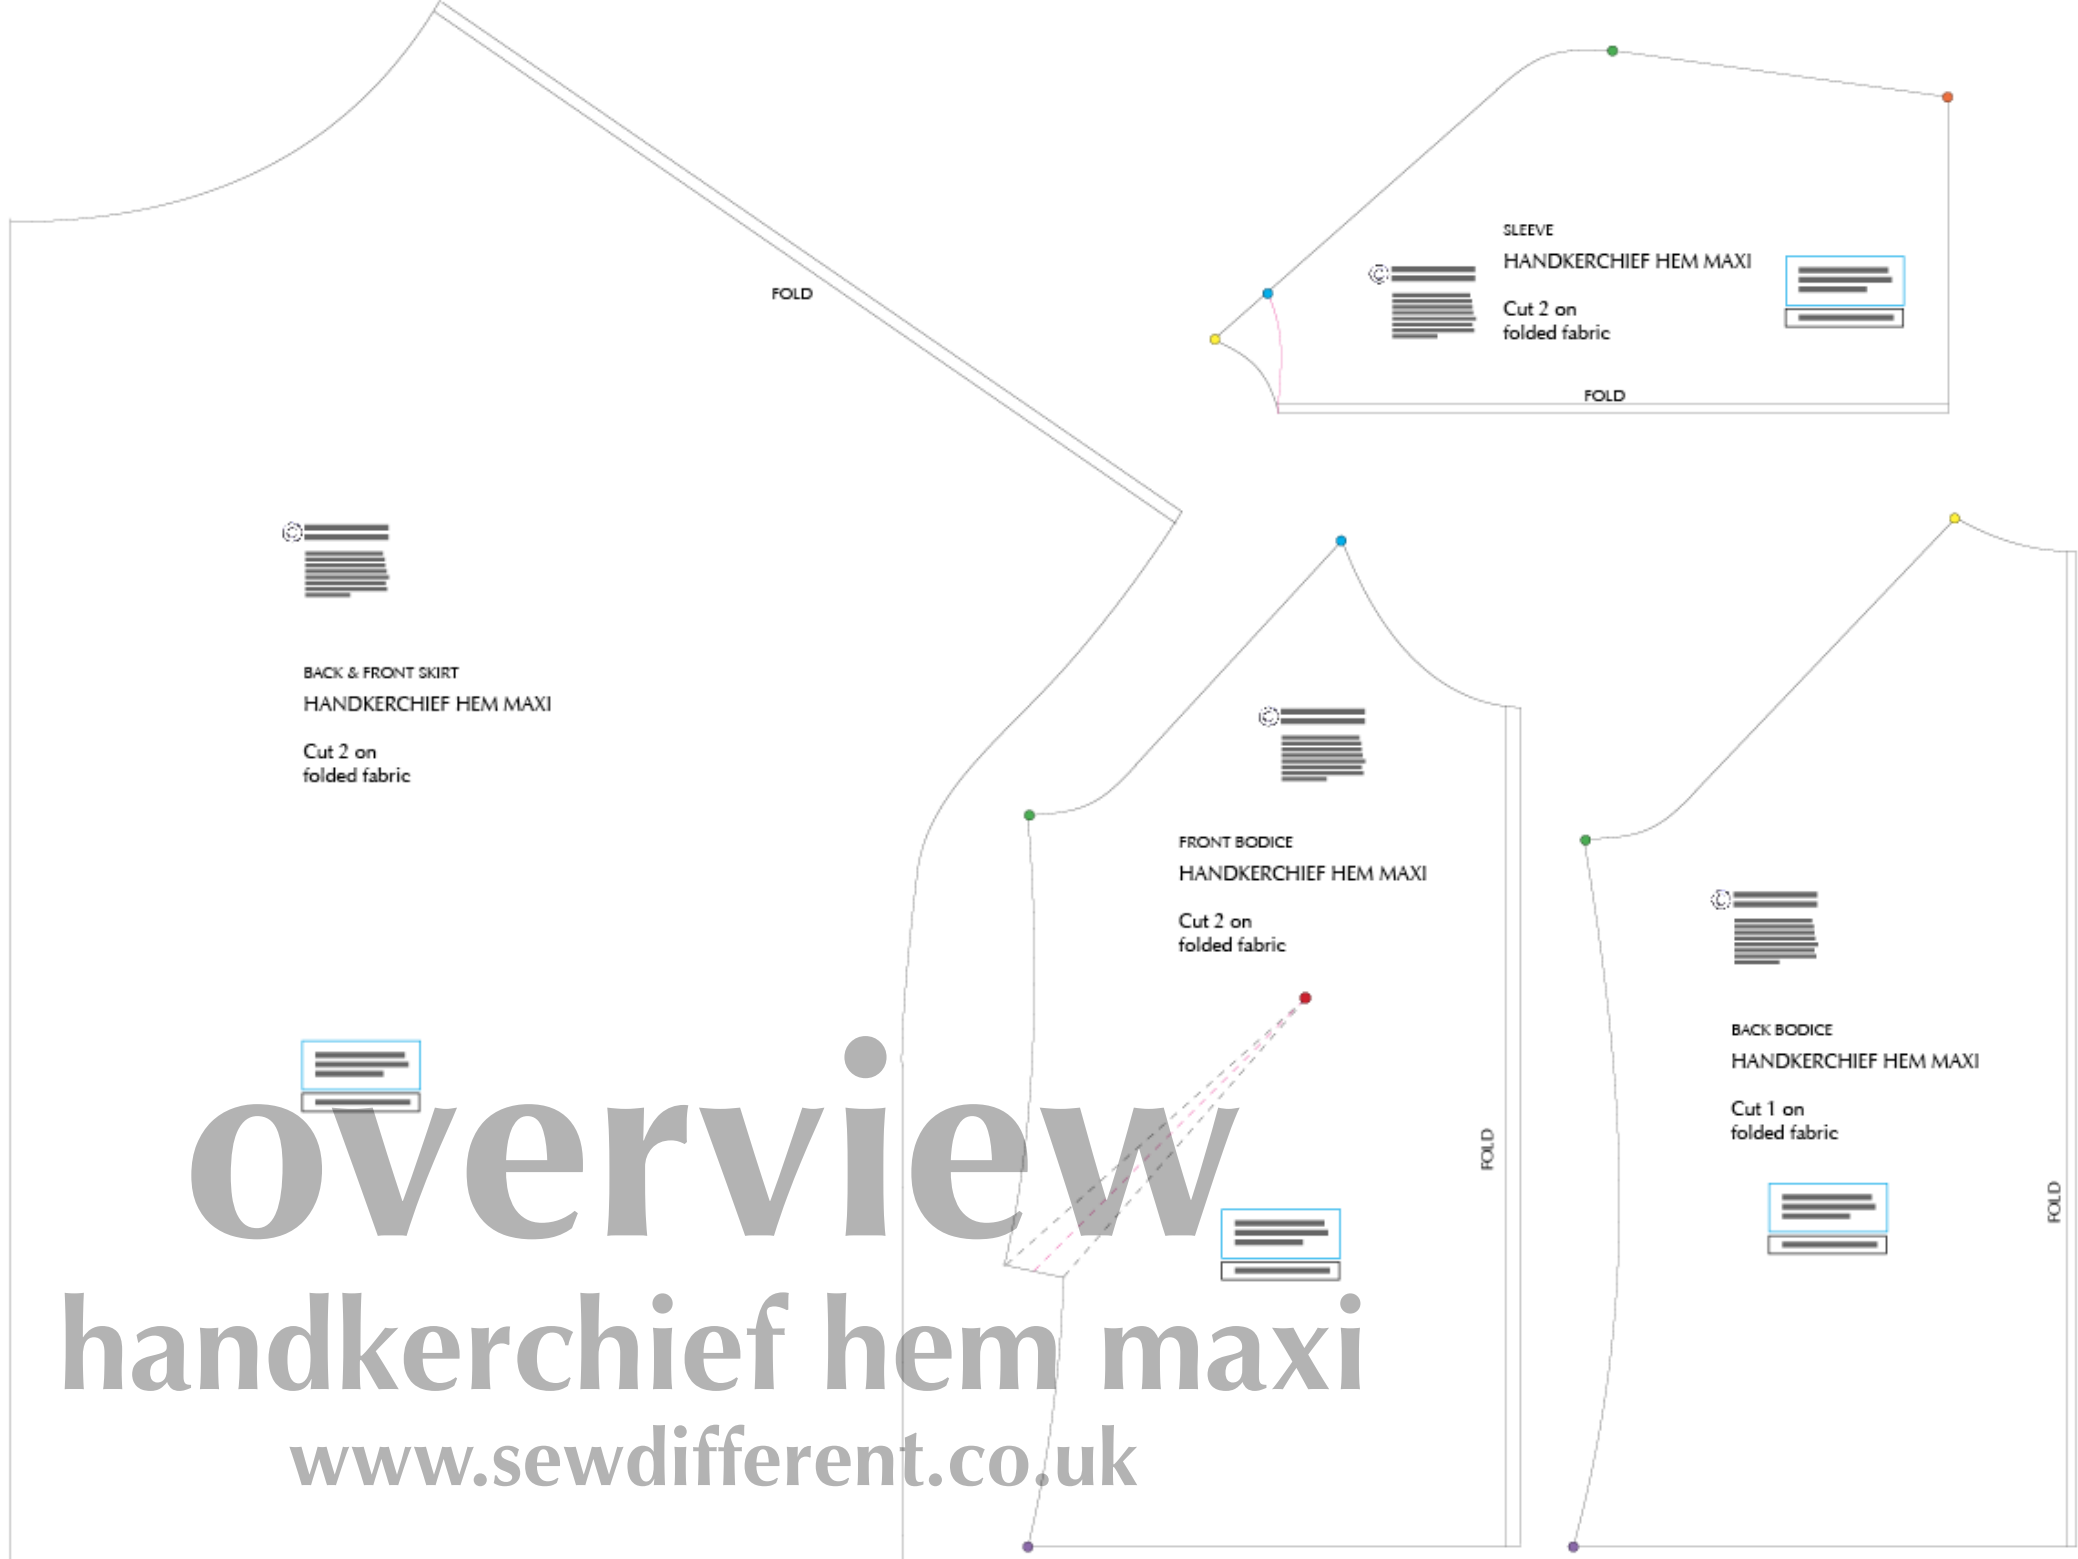 FOLD
BACK & FRONT SKIRT
HANDKERCHIEF HEM MAXI
Cut 2 on
folded fabric
SLEEVE
HANDKERCHIEF HEM MAXI
©
Cut 2 on
folded fabric
FOLD
©
FRONT BODICE
HANDKERCHIEF HEM MAXI
©
Cut 2 on
folded fabric
FOLD
©
BACK BODICE
HANDKERCHIEF HEM MAXI
Cut 1 on
folded fabric
FOLD
overview
handkerchief hem maxi
www.sewdifferent.co.uk